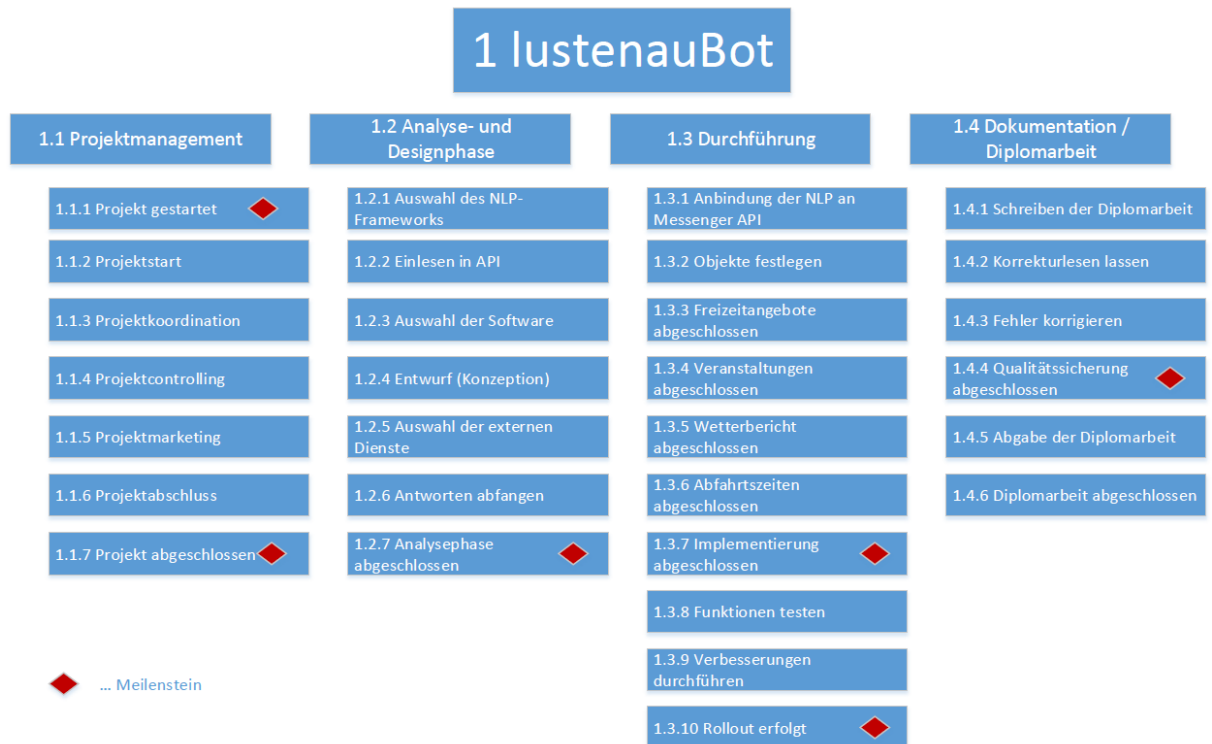 1 lustenauBot
1.1 Projektmanagement
1.2 Analyse- und
Designphase
1.3 Durchführung
1.4 Dokumentation /
Diplomarbeit
1.1.1 Projekt gestartet
1.1.2 Projektstart
1.1.3 Projektkoordination
1.1.4 Projektcontrolling
1.1.5 Projektmarketing
1.1.6 Projektabschluss
1.1.7 Projekt abgeschlossen
1.2.1 Auswahl des NLP-
Frameworks
1.2.2 Einlesen in API
1.2.3 Auswahl der Software
1.2.4 Entwurf (Konzeption)
1.2.5 Auswahl der externen
Dienste
1.2.6 Antworten abfangen
1.2.7 Analysephase
abgeschlossen
1.3.1 Anbindung der NLP an
Messenger API
1.3.2 Objekte festlegen
1.3.3 Freizeitangebote
abgeschlossen
1.3.4 Veranstaltungen
abgeschlossen
1.3.5 Wetterbericht
abgeschlossen
1.3.6 Abfahrtszeiten
abgeschlossen
1.3.7 Implementierung
abgeschlossen
1.3.8 Funktionen testen
1.3.9 Verbesserungen
durchführen
1.3.10 Rollout erfolgt
1.4.1 Schreiben der Diplomarbeit
1.4.2 Korrekturlesen lassen
1.4.3 Fehler korrigieren
1.4.4 Qualitätssicherung
abgeschlossen
1.4.5 Abgabe der Diplomarbeit
1.4.6 Diplomarbeit abgeschlossen
... Meilenstein